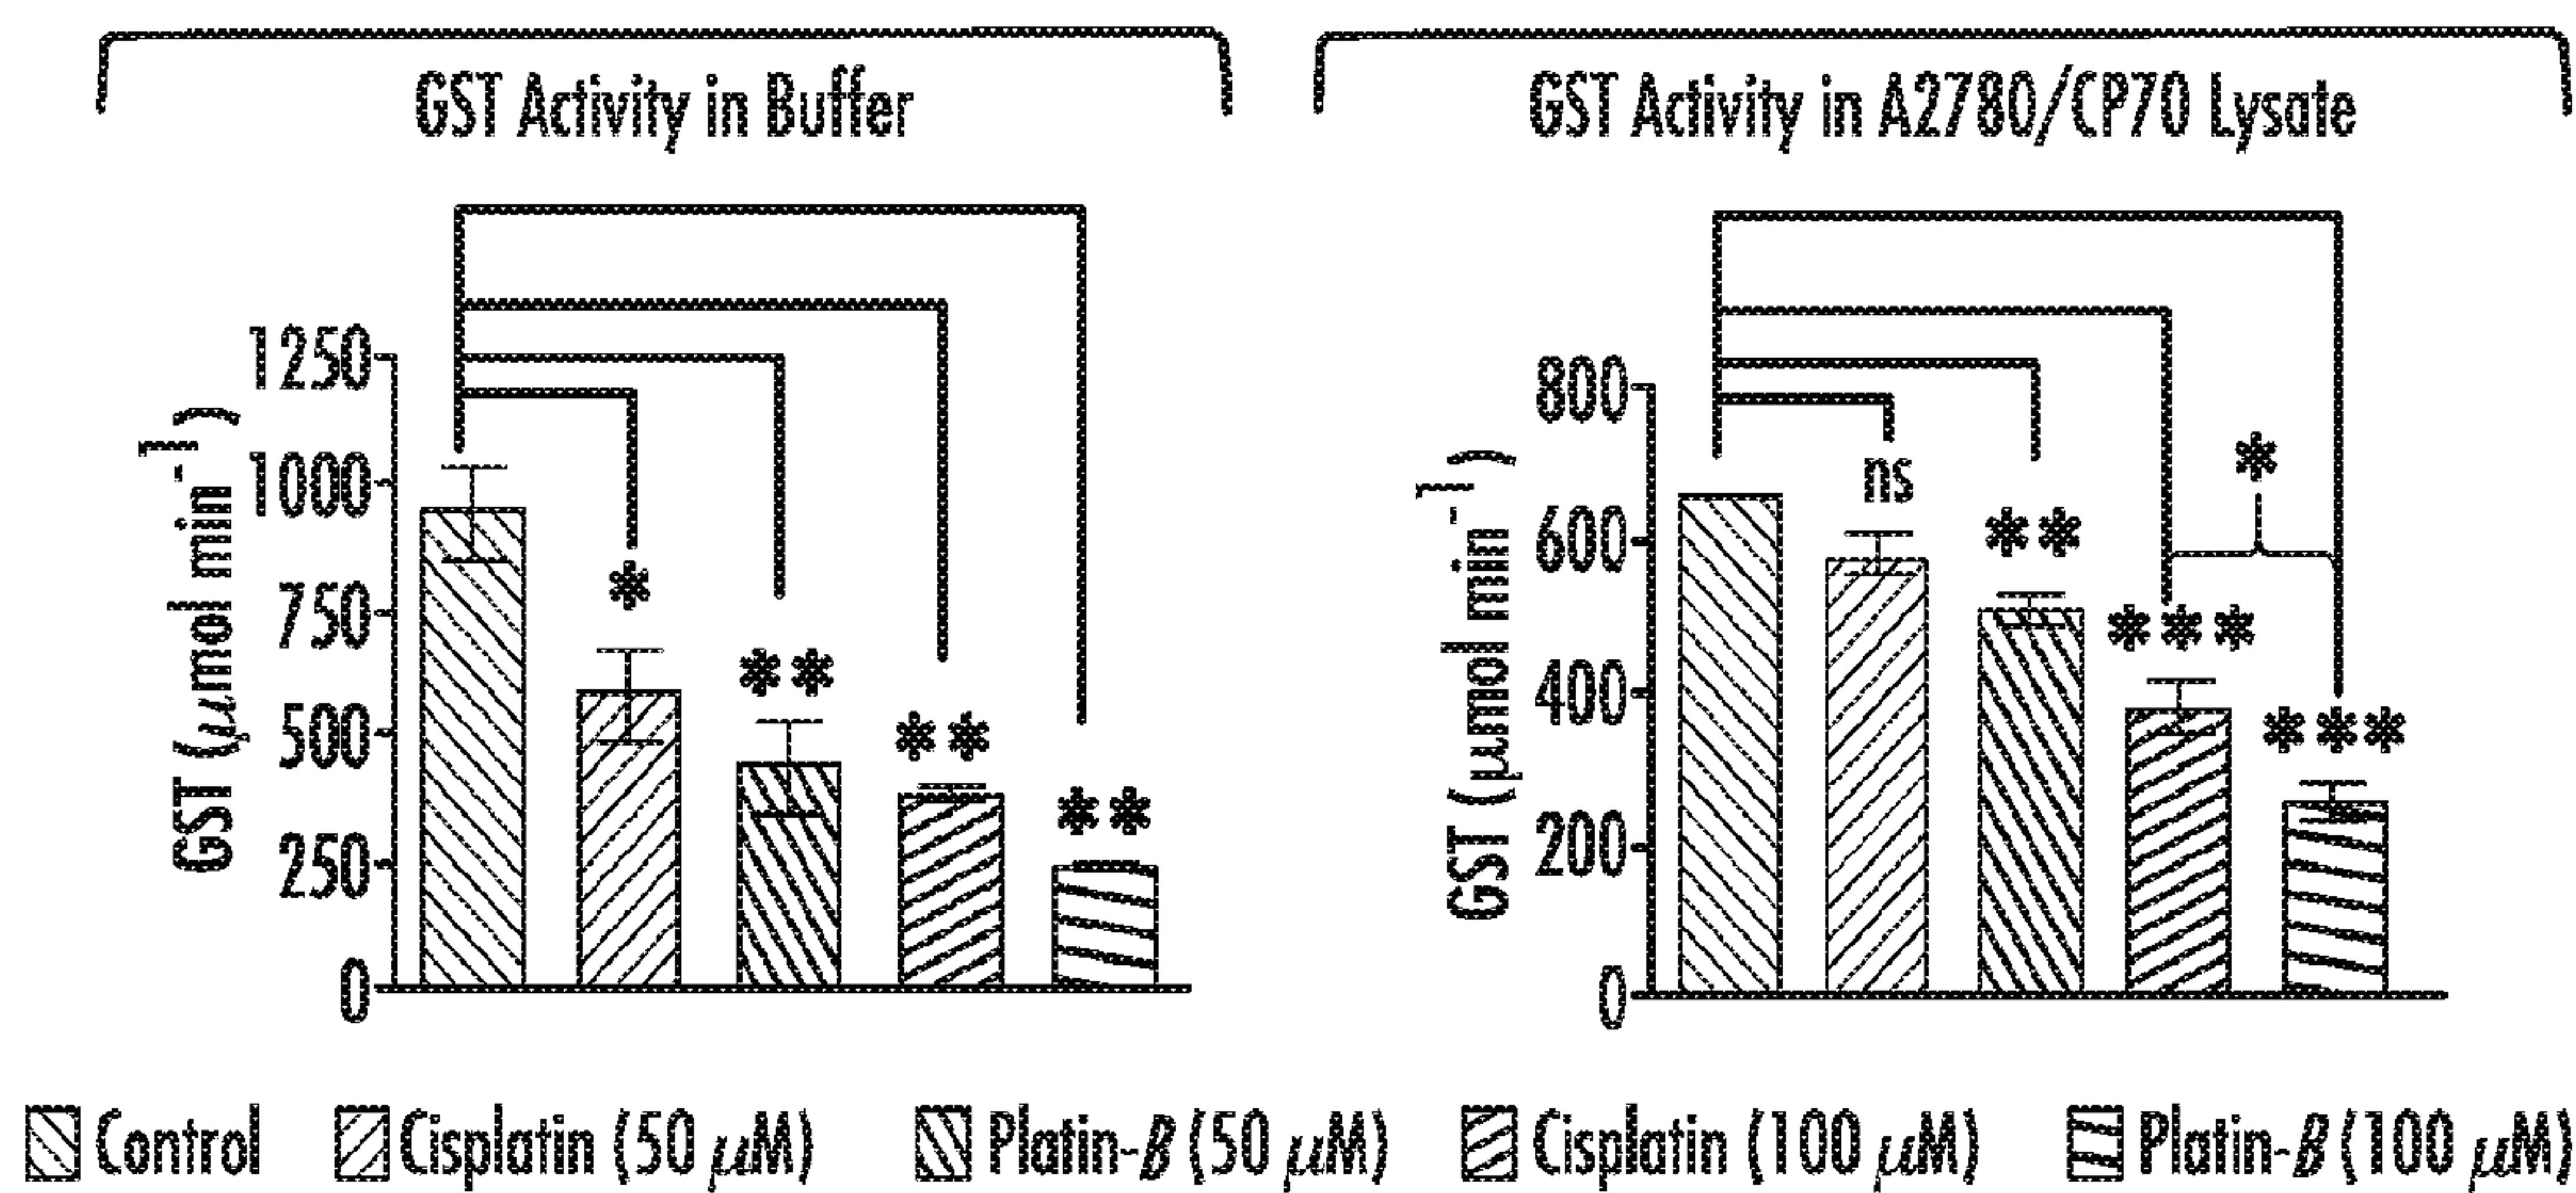 GST Activity in Buffer
GST (μmol min⁻¹)
1250
1000
750
500
250
0
*
**
**
**
GST Activity in A2780/CP70 Lysate
GST (μmol min⁻¹)
800
600
400
200
0
ns
**
***
*
***
Control
Cisplatin (50 μM)
Platin-B (50 μM)
Cisplatin (100 μM)
Platin-B (100 μM)